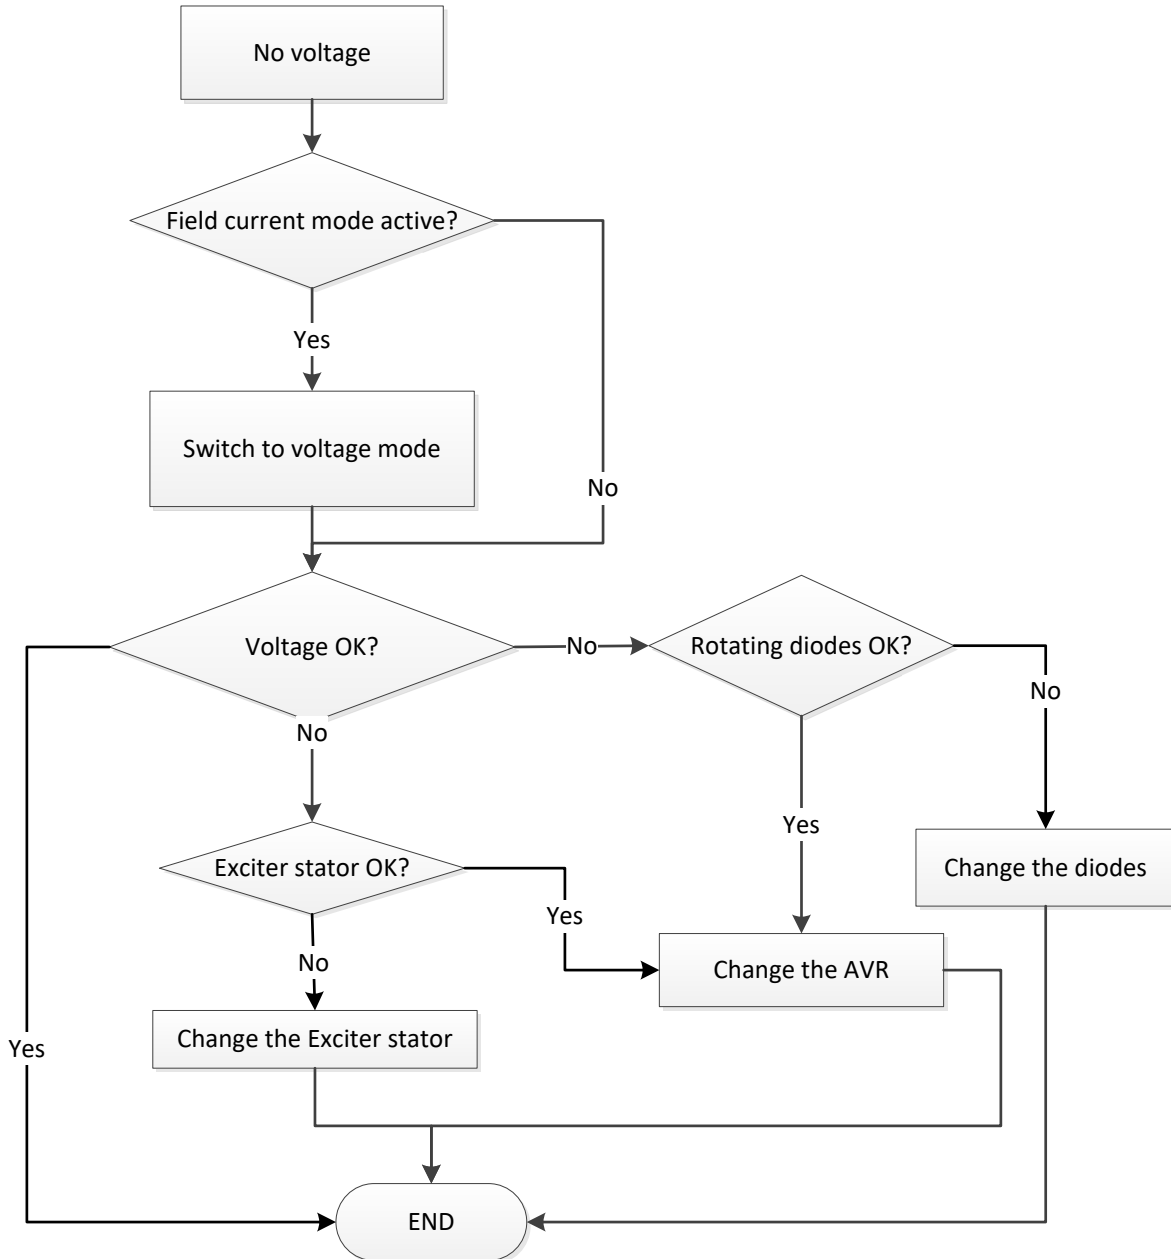 No voltage
Field current mode active?
Yes
Switch to voltage mode
No
Voltage OK?
No
Rotating diodes OK?
No
No
Yes
Exciter stator OK?
Change the diodes
Yes
No
Change the AVR
Change the Exciter stator
Yes
END